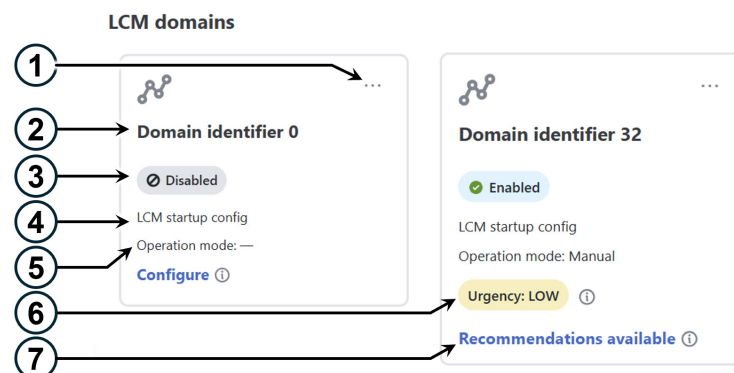 LCM domains
1
...
2
Domain identifier 0
3
Disabled
4
LCM startup config
5
Operation mode: —
Configure
6
7
...
Domain identifier 32
Enabled
LCM startup config
Operation mode: Manual
Urgency: LOW
Recommendations available